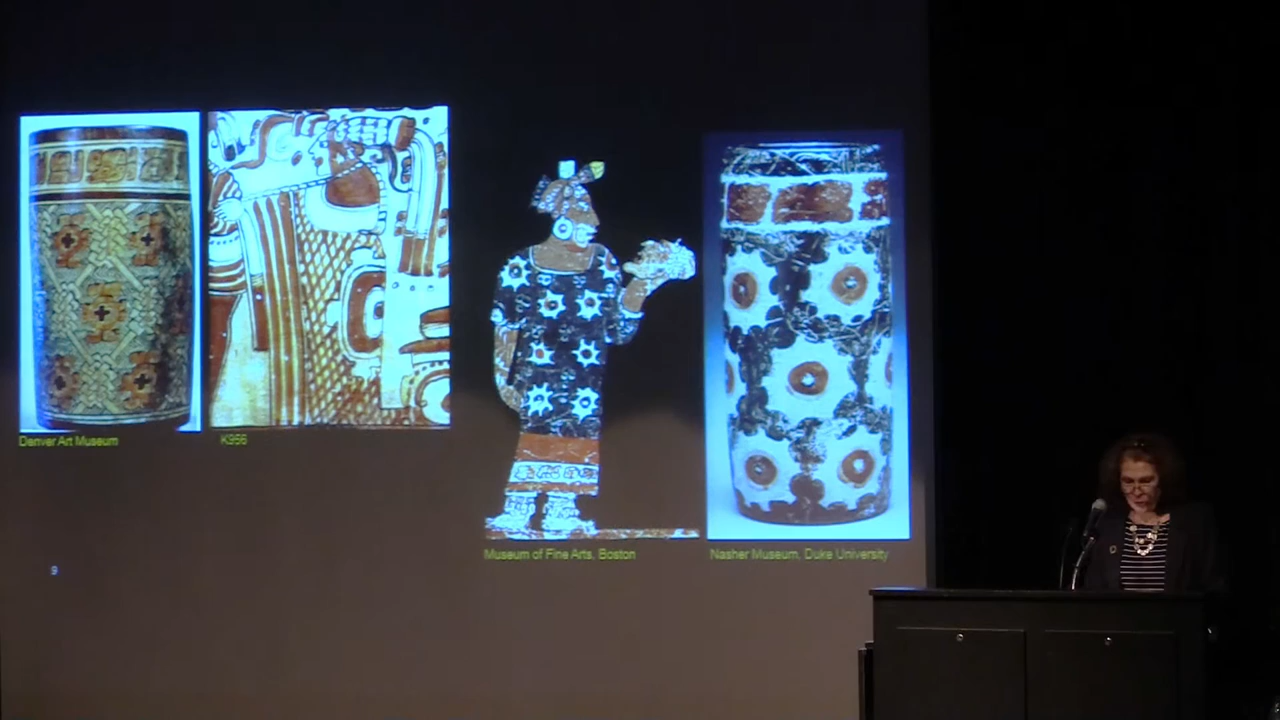 Denver Art Museum
K956
Museum of Fine Arts, Boston
Nasher Museum, Duke University
9